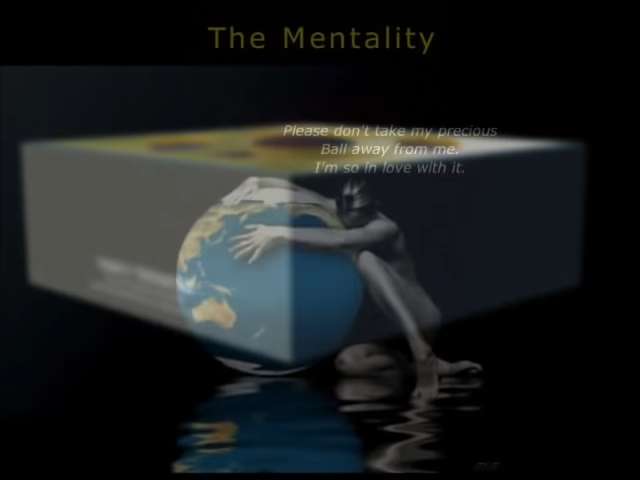 The Mentality
Please don't take my precious
Ball away from me.
I'm so in love with it.